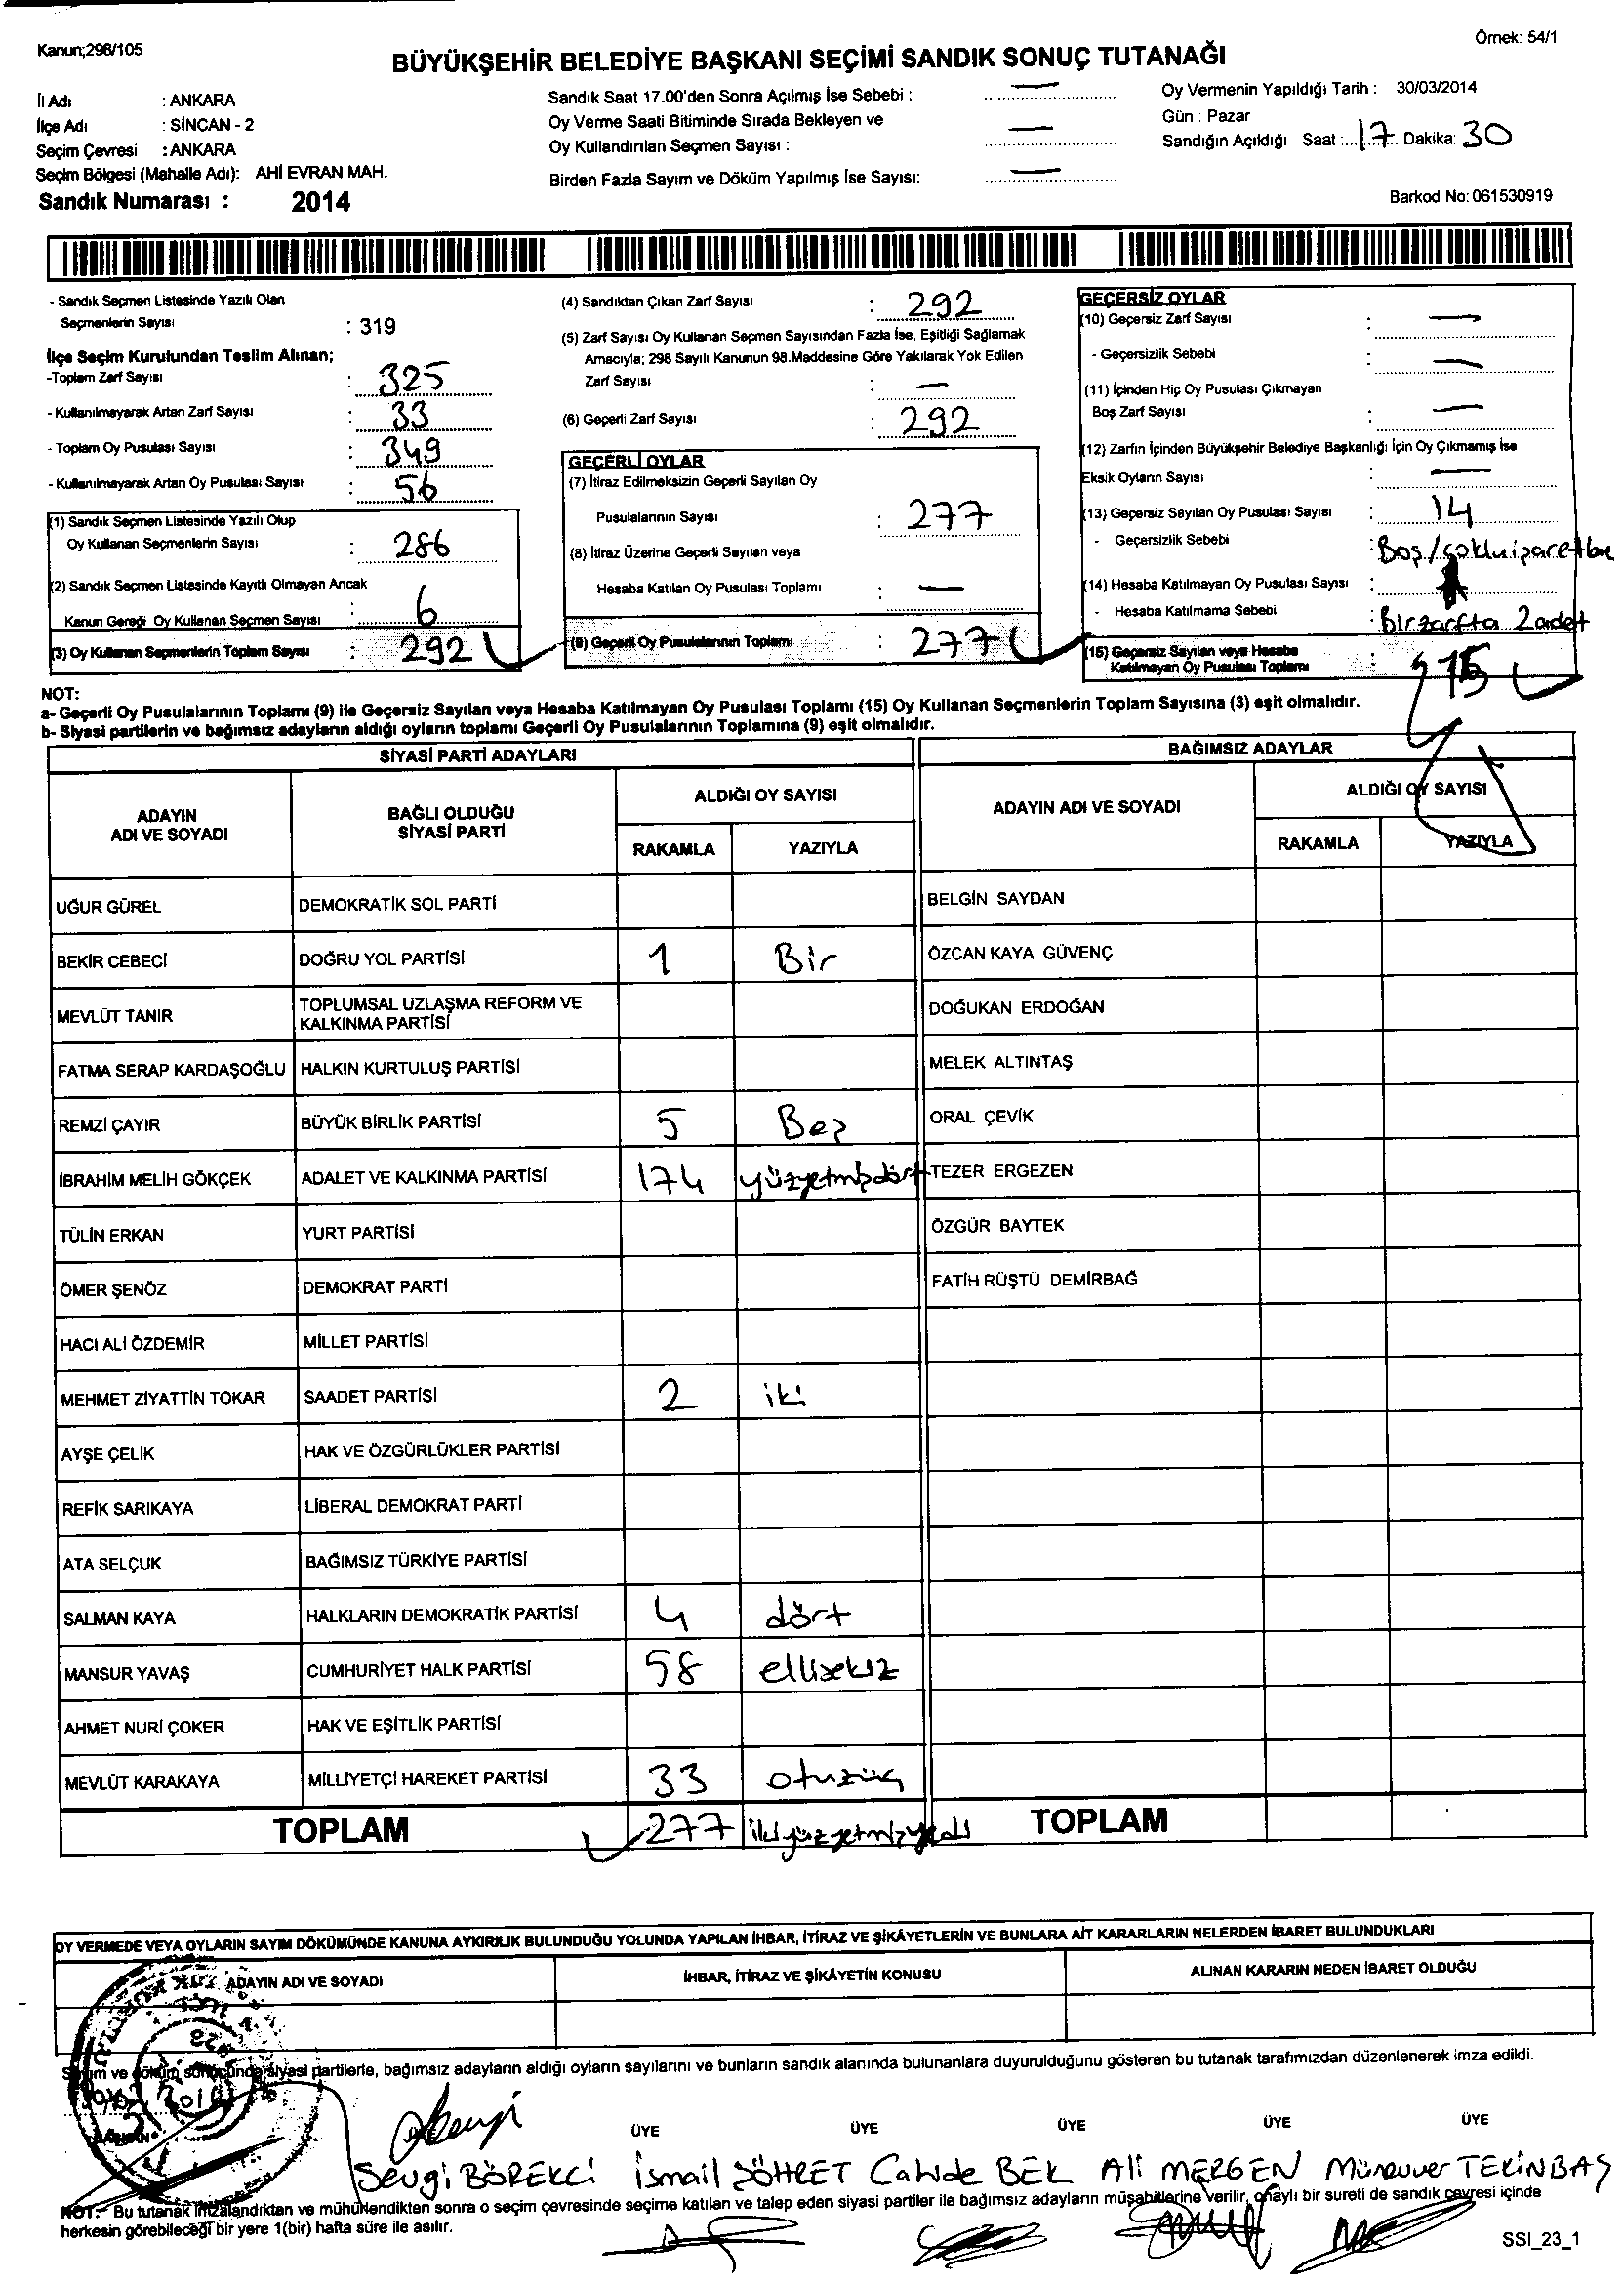 Kanun;298/105
Örnek: 54/1
BÜYÜKŞEHİR BELEDİYE BAŞKANI SEÇİMİ SANDIK SONUÇ TUTANAĞI
İl Adı : ANKARA
İlçe Adı : SİNCAN - 2
Seçim Çevresi : ANKARA
Seçim Bölgesi (Mahalle Adı): AHİ EVRAN MAH.
Sandık Numarası : 2014
Sandık Saat 17.00'den Sonra Açılmış İse Sebebi : —
Oy Verme Saati Bitiminde Sırada Bekleyen ve
Oy Kullandırılan Seçmen Sayısı : —
Birden Fazla Sayım ve Döküm Yapılmış İse Sayısı: —
Oy Vermenin Yapıldığı Tarih : 30/03/2014
Gün : Pazar
Sandığın Açıldığı Saat : 17 Dakika: 30
Barkod No: 061530919
- Sandık Seçmen Listesinde Yazılı Olan
Seçmenlerin Sayısı : 319
İlçe Seçim Kurulundan Teslim Alınan;
-Toplam Zarf Sayısı : 325
- Kullanılmayarak Artan Zarf Sayısı : 33
- Toplam Oy Pusulası Sayısı : 349
- Kullanılmayarak Artan Oy Pusulası Sayısı : 56
(1) Sandık Seçmen Listesinde Yazılı Olup
Oy Kullanan Seçmenlerin Sayısı : 286
(2) Sandık Seçmen Listesinde Kayıtlı Olmayan Ancak
Kanun Gereği Oy Kullanan Seçmen Sayısı : 6
(3) Oy Kullanan Seçmenlerin Toplam Sayısı : 292
(4) Sandıktan Çıkan Zarf Sayısı : 292
(5) Zarf Sayısı Oy Kullanan Seçmen Sayısından Fazla İse, Eşitliği Sağlamak
Amacıyla; 298 Sayılı Kanunun 98.Maddesine Göre Yakılarak Yok Edilen
Zarf Sayısı : —
(6) Geçerli Zarf Sayısı : 292
GEÇERLİ OYLAR
(7) İtiraz Edilmeksizin Geçerli Sayılan Oy
Pusulalarının Sayısı : 277
(8) İtiraz Üzerine Geçerli Sayılan veya
Hesaba Katılan Oy Pusulası Toplamı : —
(9) Geçerli Oy Pusulalarının Toplamı : 277
GEÇERSİZ OYLAR
(10) Geçersiz Zarf Sayısı : —
- Geçersizlik Sebebi : —
(11) İçinden Hiç Oy Pusulası Çıkmayan
Boş Zarf Sayısı : —
(12) Zarfın İçinden Büyükşehir Belediye Başkanlığı İçin Oy Çıkmamış İse
Eksik Oyların Sayısı : —
(13) Geçersiz Sayılan Oy Pusulası Sayısı : 14
- Geçersizlik Sebebi : Boş/
(14) Hesaba Katılmayan Oy Pusulası Sayısı : 1
- Hesaba Katılmama Sebebi : Bir zarfta 2 adet
(15) Geçersiz Sayılan veya Hesaba
Katılmayan Oy Pusulası Toplamı : 15
NOT:
a- Geçerli Oy Pusulalarının Toplamı (9) ile Geçersiz Sayılan veya Hesaba Katılmayan Oy Pusulası Toplamı (15) Oy Kullanan Seçmenlerin Toplam Sayısına (3) eşit olmalıdır.
b- Siyasi partilerin ve bağımsız adayların aldığı oyların toplamı Geçerli Oy Pusulalarının Toplamına (9) eşit olmalıdır.
SİYASİ PARTİ ADAYLARI
BAĞIMSIZ ADAYLAR
ADAYIN ADI VE SOYADI
BAĞLI OLDUĞU SİYASİ PARTİ
ALDIĞI OY SAYISI
RAKAMLA YAZIYLA
ADAYIN ADI VE SOYADI
ALDIĞI OY SAYISI
RAKAMLA YAZIYLA
UĞUR GÜREL DEMOKRATİK SOL PARTİ BELGİN SAYDAN
BEKİR CEBECİ DOĞRU YOL PARTİSİ 1 Bir ÖZCAN KAYA GÜVENÇ
MEVLÜT TANIR TOPLUMSAL UZLAŞMA REFORM VE KALKINMA PARTİSİ DOĞUKAN ERDOĞAN
FATMA SERAP KARDAŞOĞLU HALKIN KURTULUŞ PARTİSİ MELEK ALTINTAŞ
REMZİ ÇAYIR BÜYÜK BİRLİK PARTİSİ 5 Beş ORAL ÇEVİK
İBRAHİM MELİH GÖKÇEK ADALET VE KALKINMA PARTİSİ 174 yüzyetmişdört TEZER ERGEZEN
TÜLİN ERKAN YURT PARTİSİ ÖZGÜR BAYTEK
ÖMER ŞENÖZ DEMOKRAT PARTİ FATİH RÜŞTÜ DEMİRBAĞ
HACI ALİ ÖZDEMİR MİLLET PARTİSİ
MEHMET ZİYATTİN TOKAR SAADET PARTİSİ 2 iki
AYŞE ÇELİK HAK VE ÖZGÜRLÜKLER PARTİSİ
REFİK SARIKAYA LİBERAL DEMOKRAT PARTİ
ATA SELÇUK BAĞIMSIZ TÜRKİYE PARTİSİ
SALMAN KAYA HALKLARIN DEMOKRATİK PARTİSİ 4 dört
MANSUR YAVAŞ CUMHURİYET HALK PARTİSİ 58 ellisekiz
AHMET NURİ ÇOKER HAK VE EŞİTLİK PARTİSİ
MEVLÜT KARAKAYA MİLLİYETÇİ HAREKET PARTİSİ 33 otuzüç
TOPLAM 277 ikiyüzyetmişyedi TOPLAM
OY VERMEDE VEYA OYLARIN SAYIM DÖKÜMÜNDE KANUNA AYKIRILIK BULUNDUĞU YOLUNDA YAPILAN İHBAR, İTİRAZ VE ŞİKÂYETLERİN VE BUNLARA AİT KARARLARIN NELERDEN İBARET BULUNDUKLARI
ADAYIN ADI VE SOYADI İHBAR, İTİRAZ VE ŞİKÂYETİN KONUSU ALINAN KARARIN NEDEN İBARET OLDUĞU
Sayım ve döküm sonucunda siyasi partilerle, bağımsız adayların aldığı oyların sayılarını ve bunların sandık alanında bulunanlara duyurulduğunu gösteren bu tutanak tarafımızdan düzenlenerek imza edildi.
ÜYE ÜYE ÜYE ÜYE ÜYE
Sevgi BÖREKCİ İsmail ŞÖHRET Cahide BEK Ali MERGEN Münevver TEKİNBAŞ
NOT:- Bu tutanak imzalandıktan ve mühürlendikten sonra o seçim çevresinde seçime katılan ve talep eden siyasi partiler ile bağımsız adayların müşahitlerine verilir, onaylı bir sureti de sandık çevresi içinde
herkesin görebileceği bir yere 1(bir) hafta süre ile asılır.
SSI_23_1